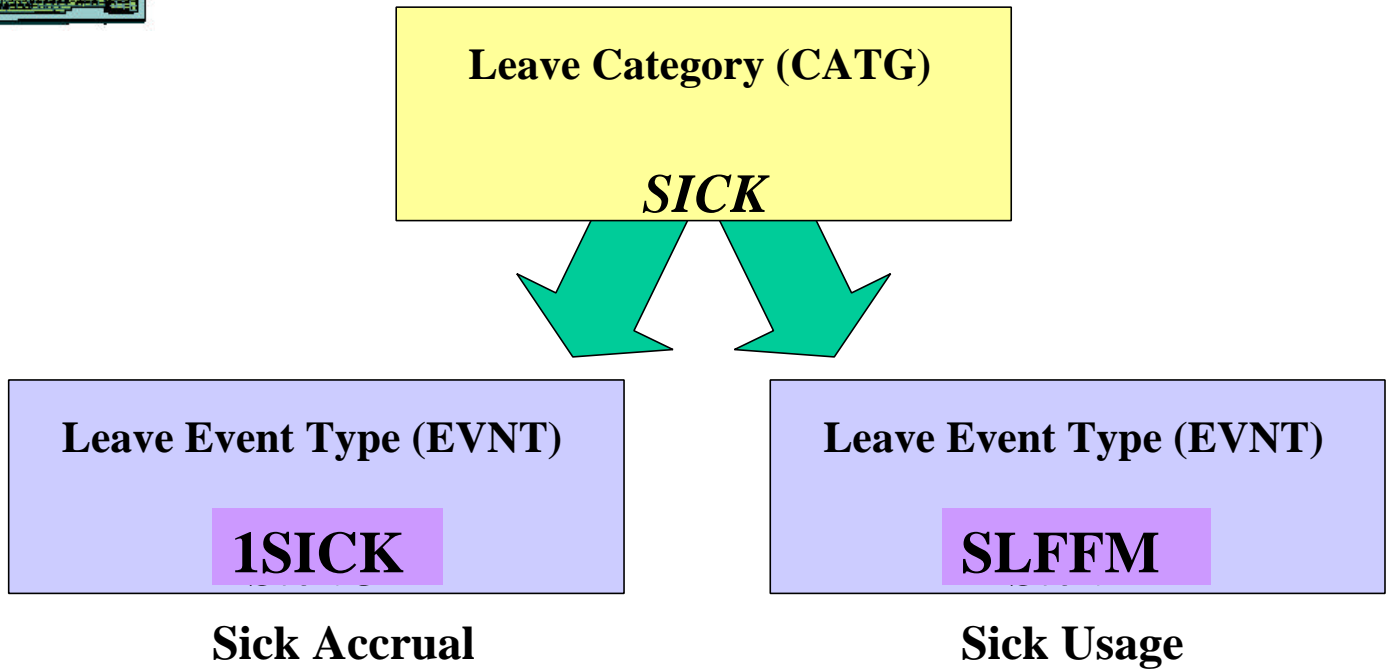 Leave Category (CATG)
SICK
Leave Event Type (EVNT)
1SICK
Sick Accrual
Leave Event Type (EVNT)
SLFFM
Sick Usage